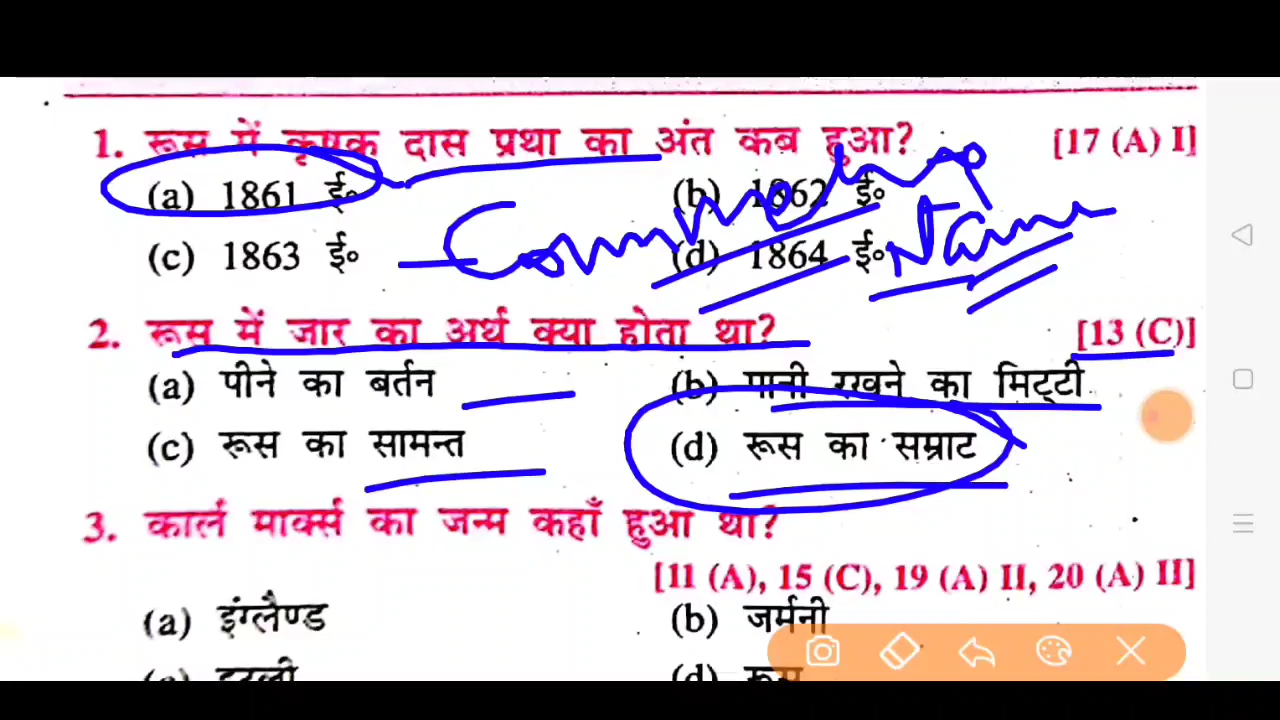 1. रूस में कृषक दास प्रथा का अंत कब हुआ? [17 (A) I]
(a) 1861 ई० (b) 1862 ई०
(c) 1863 ई० (d) 1864 ई०
Name
2. रूस में जार का अर्थ क्या होता था? [13 (C)]
(a) पीने का बर्तन (b) पानी रखने का मिट्टी
(c) रूस का सामन्त (d) रूस का सम्राट
3. कार्ल मार्क्स का जन्म कहाँ हुआ था?
[11 (A), 15 (C), 19 (A) II, 20 (A) II]
(a) इंग्लैण्ड (b) जर्मनी